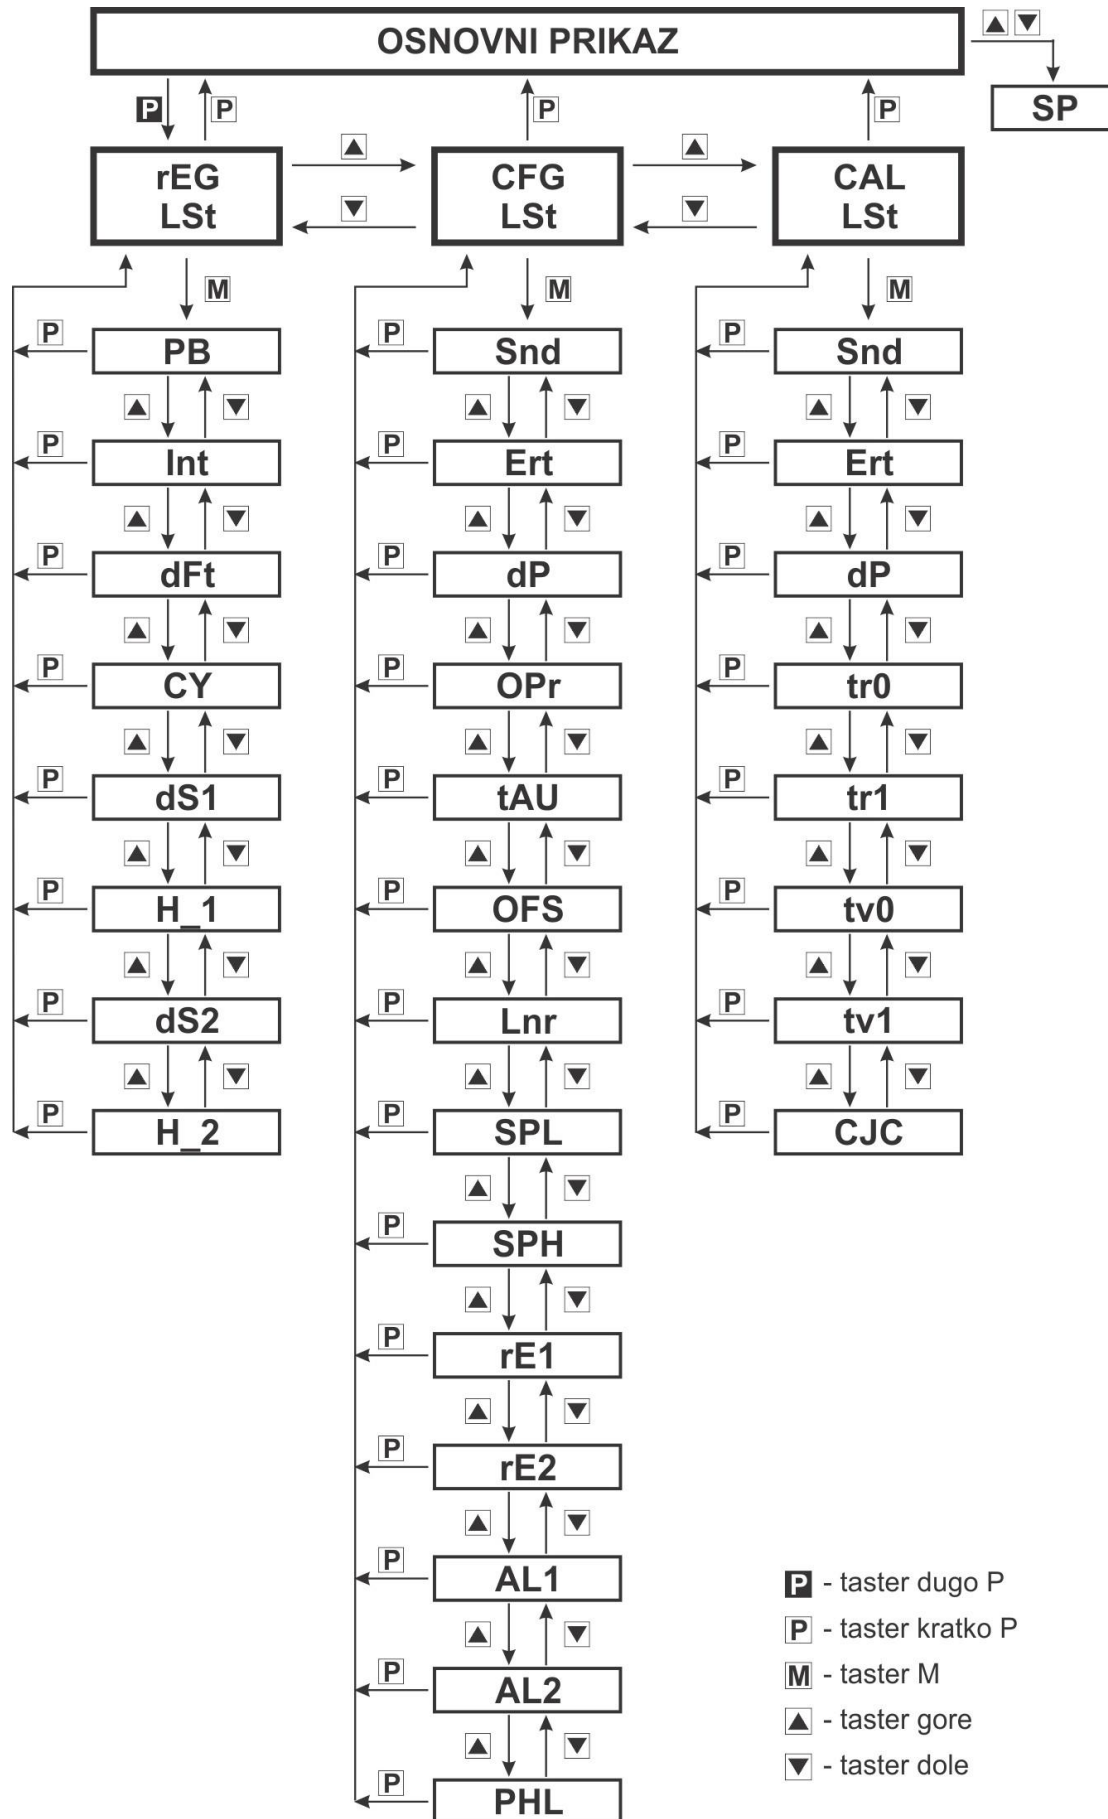 OSNOVNI PRIKAZ
SP
P
P
P
P
rEG
LSt
CFG
LSt
CAL
LSt
M
M
M
P
PB
P
Snd
P
Snd
P
Int
P
Ert
P
Ert
P
dFt
P
dP
P
dP
P
CY
P
OPr
P
tr0
P
dS1
P
tAU
P
tr1
P
H_1
P
OFS
P
tv0
P
dS2
P
Lnr
P
tv1
P
H_2
P
SPL
P
CJC
P
SPH
P
rE1
P
rE2
P
AL1
P
AL2
P
PHL
P - taster dugo P
P - taster kratko P
M - taster M
▲ - taster gore
▼ - taster dole